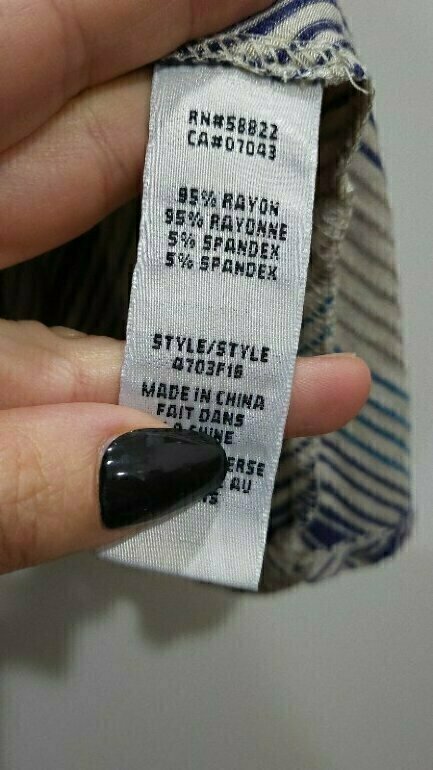 RN#58822
CA#07043
95% RAYON
95% RAYONNE
5% SPANDEX
5% SPANDEX
STYLE/STYLE
4703F16
MADE IN CHINA
FAIT DANS
AU